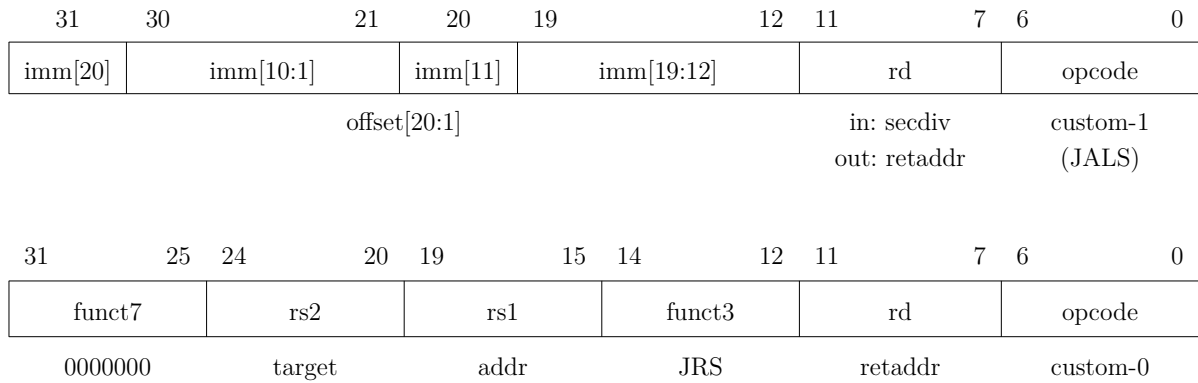 31 30 21 20 19 12 11 7 6 0
imm[20] imm[10:1] imm[11] imm[19:12] rd opcode
offset[20:1] in: secdiv custom-1
out: retaddr (JALS)
31 25 24 20 19 15 14 12 11 7 6 0
funct7 rs2 rs1 funct3 rd opcode
0000000 target addr JRS retaddr custom-0